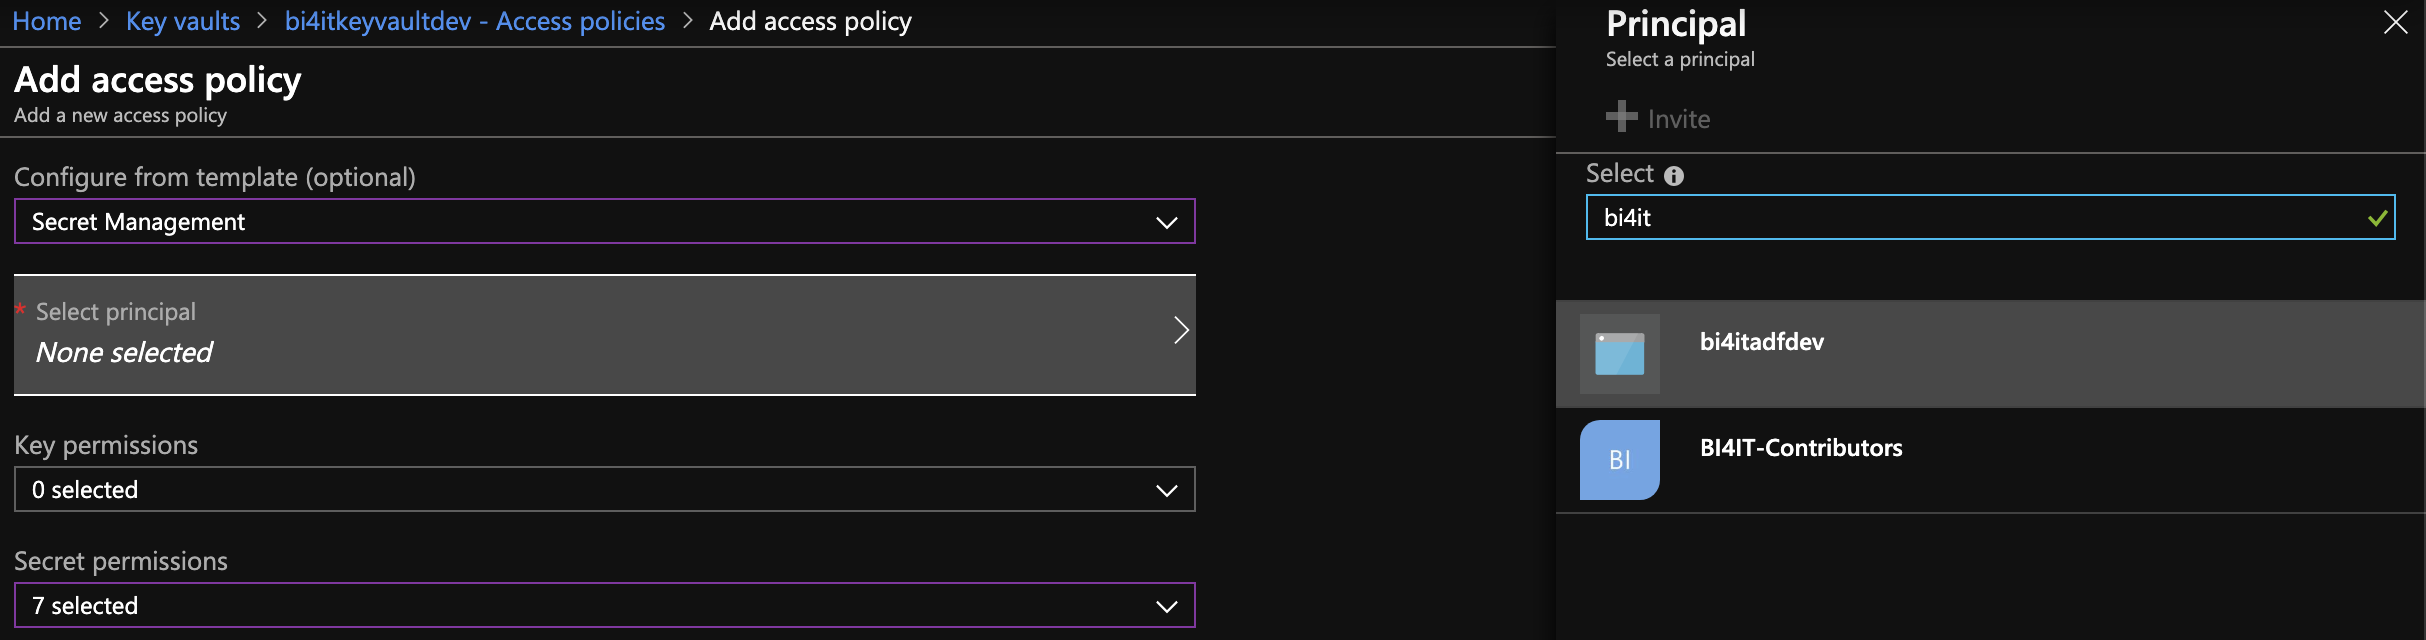 Home > Key vaults > bi4itkeyvaultdev - Access policies > Add access policy
Add access policy
Add a new access policy
Configure from template (optional)
Secret Management
* Select principal
None selected
Key permissions
0 selected
Secret permissions
7 selected
Principal
Select a principal
Invite
Select
bi4it
bi4itadfdev
BI
BI4IT-Contributors